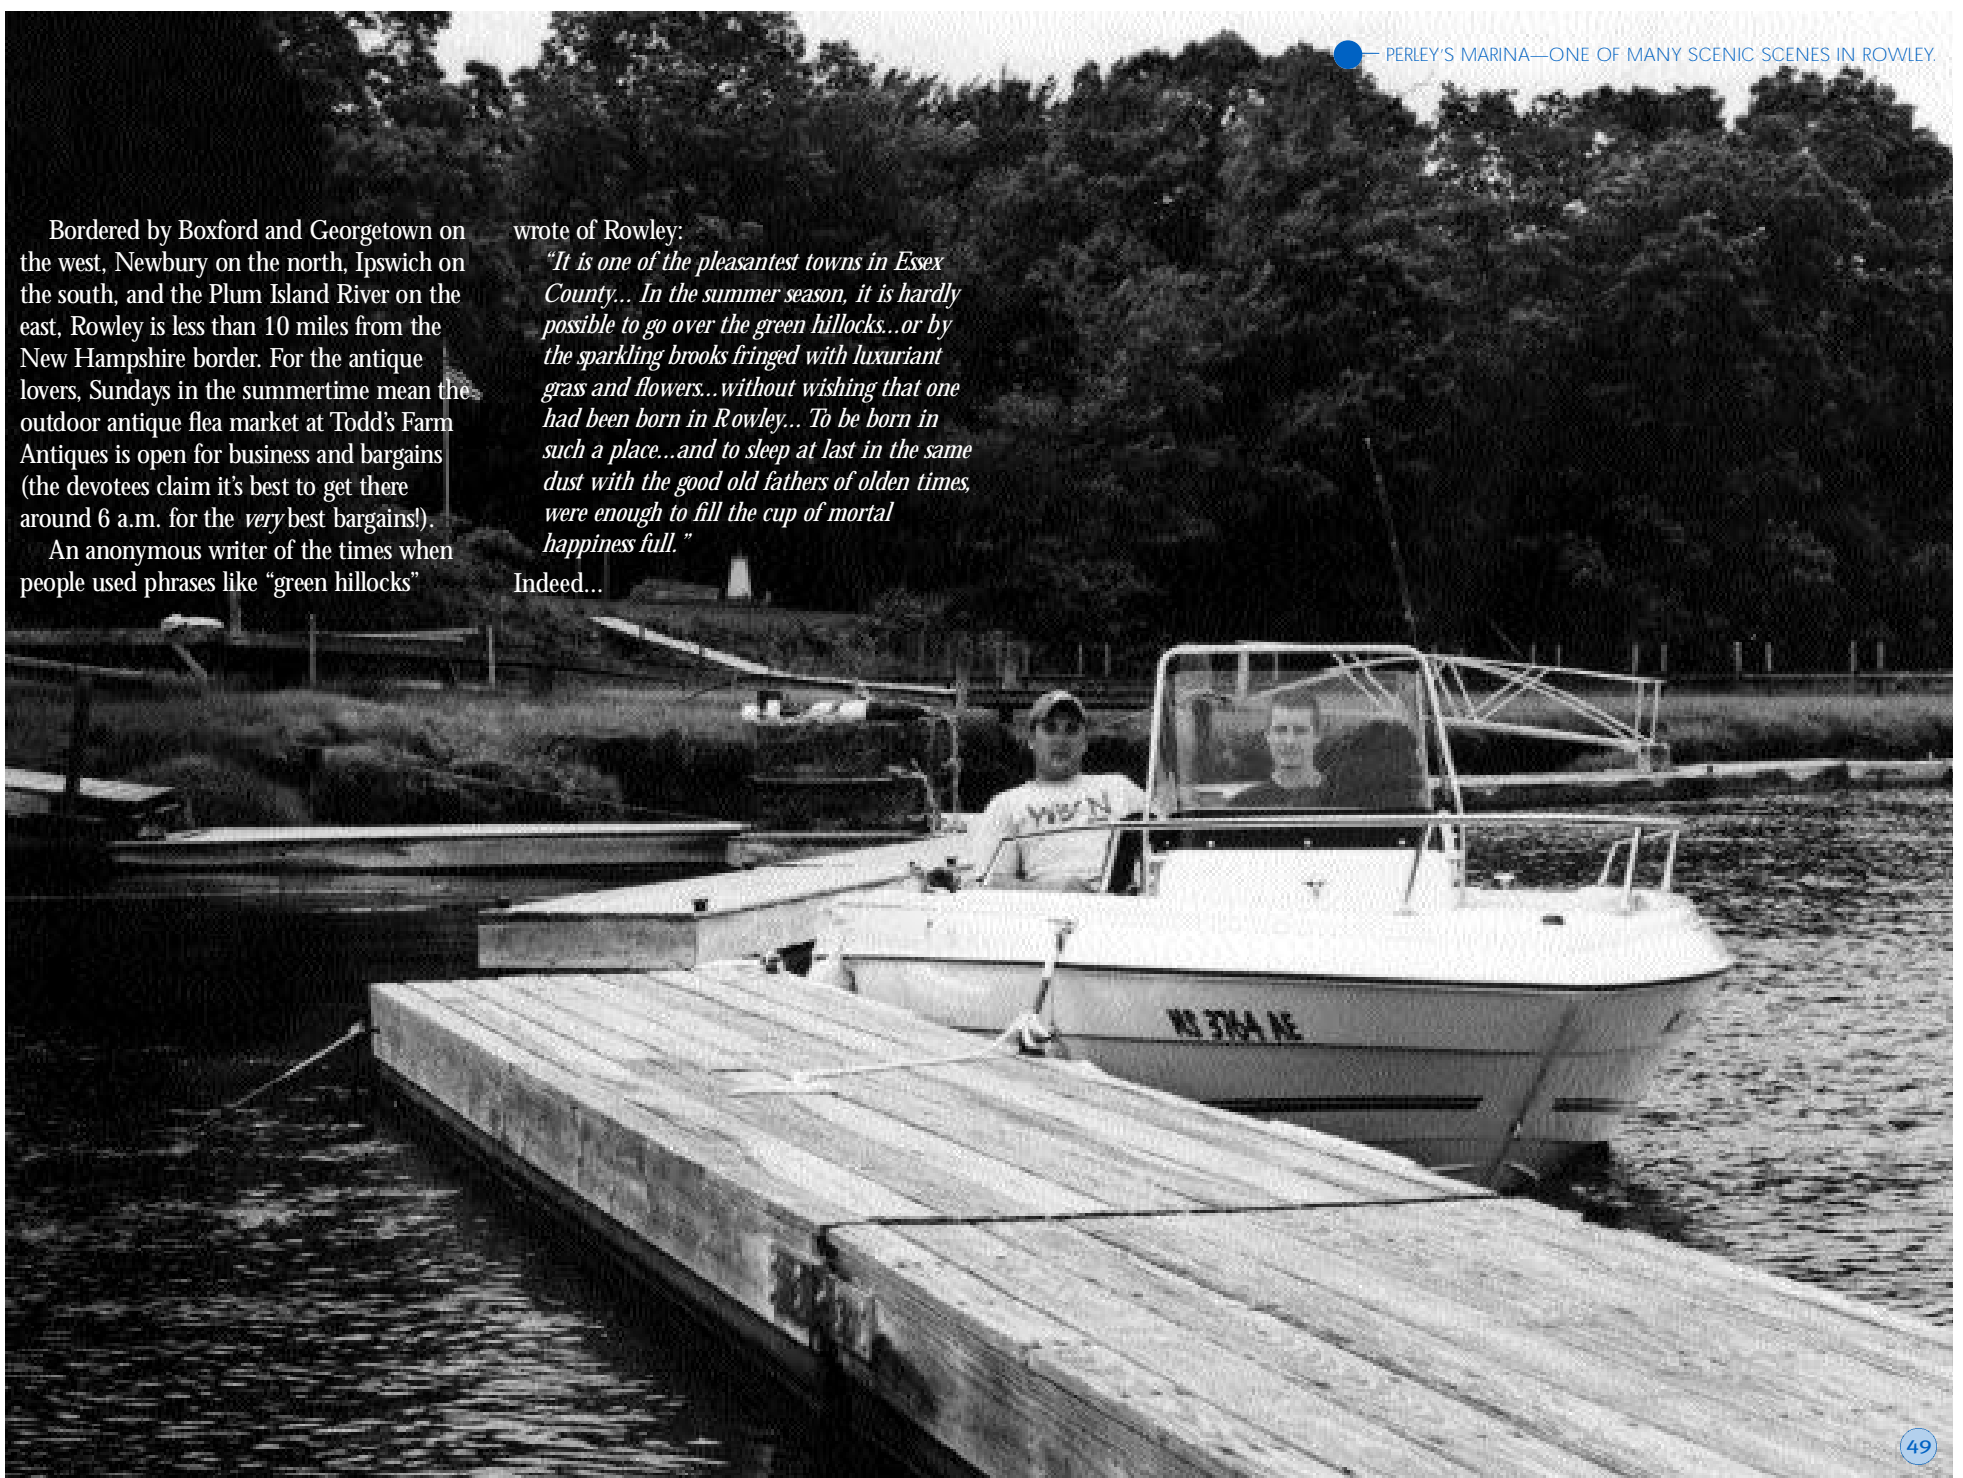 PERLEY'S MARINA—ONE OF MANY SCENIC SCENES IN ROWLEY.
Bordered by Boxford and Georgetown on
the west, Newbury on the north, Ipswich on
the south, and the Plum Island River on the
east, Rowley is less than 10 miles from the
New Hampshire border. For the antique
lovers, Sundays in the summertime mean the
outdoor antique flea market at Todd's Farm
Antiques is open for business and bargains
(the devotees claim it's best to get there
around 6 a.m. for the very best bargains!).
An anonymous writer of the times when
people used phrases like “green hillocks”
wrote of Rowley:
“It is one of the pleasantest towns in Essex
County... In the summer season, it is hardly
possible to go over the green hillocks...or by
the sparkling brooks fringed with luxuriant
grass and flowers...without wishing that one
had been born in Rowley... To be born in
such a place...and to sleep at last in the same
dust with the good old fathers of olden times,
were enough to fill the cup of mortal
happiness full.”
Indeed...
WBCN
MS 3764 AE
49